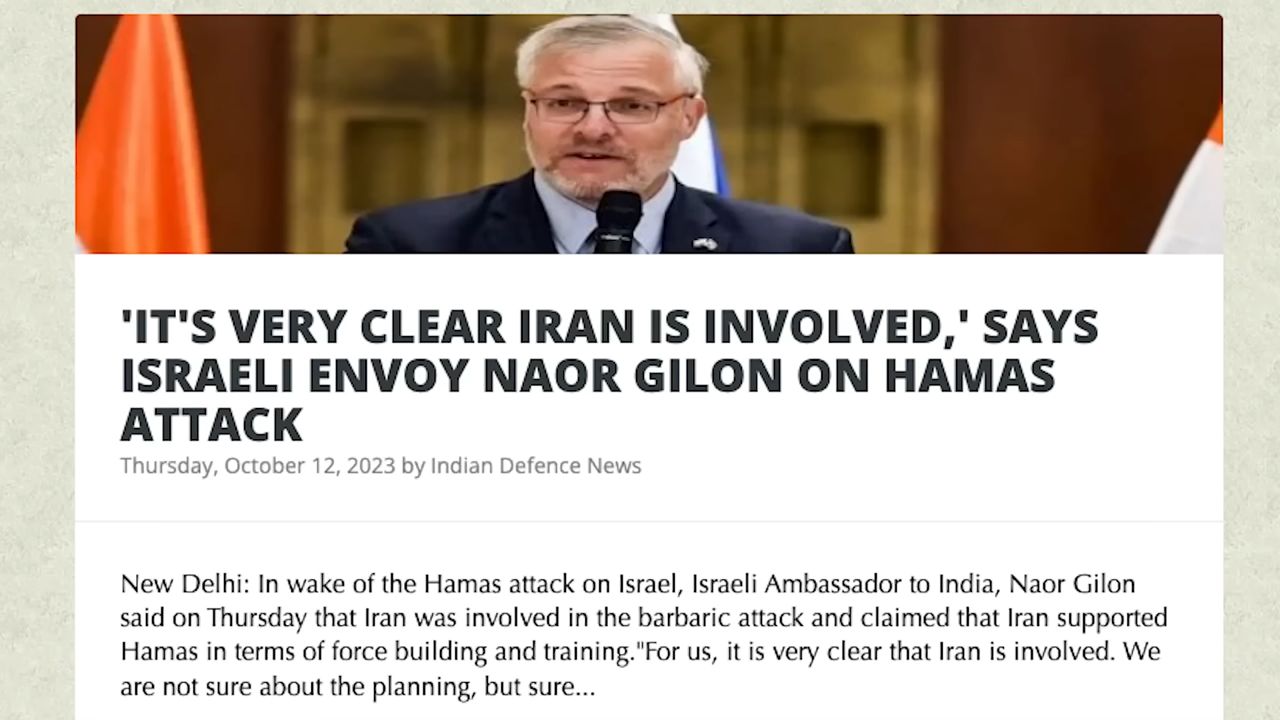 'IT'S VERY CLEAR IRAN IS INVOLVED,' SAYS
ISRAELI ENVOY NAOR GILON ON HAMAS
ATTACK
Thursday, October 12, 2023 by Indian Defence News
New Delhi: In wake of the Hamas attack on Israel, Israeli Ambassador to India, Naor Gilon
said on Thursday that Iran was involved in the barbaric attack and claimed that Iran supported
Hamas in terms of force building and training."For us, it is very clear that Iran is involved. We
are not sure about the planning, but sure...